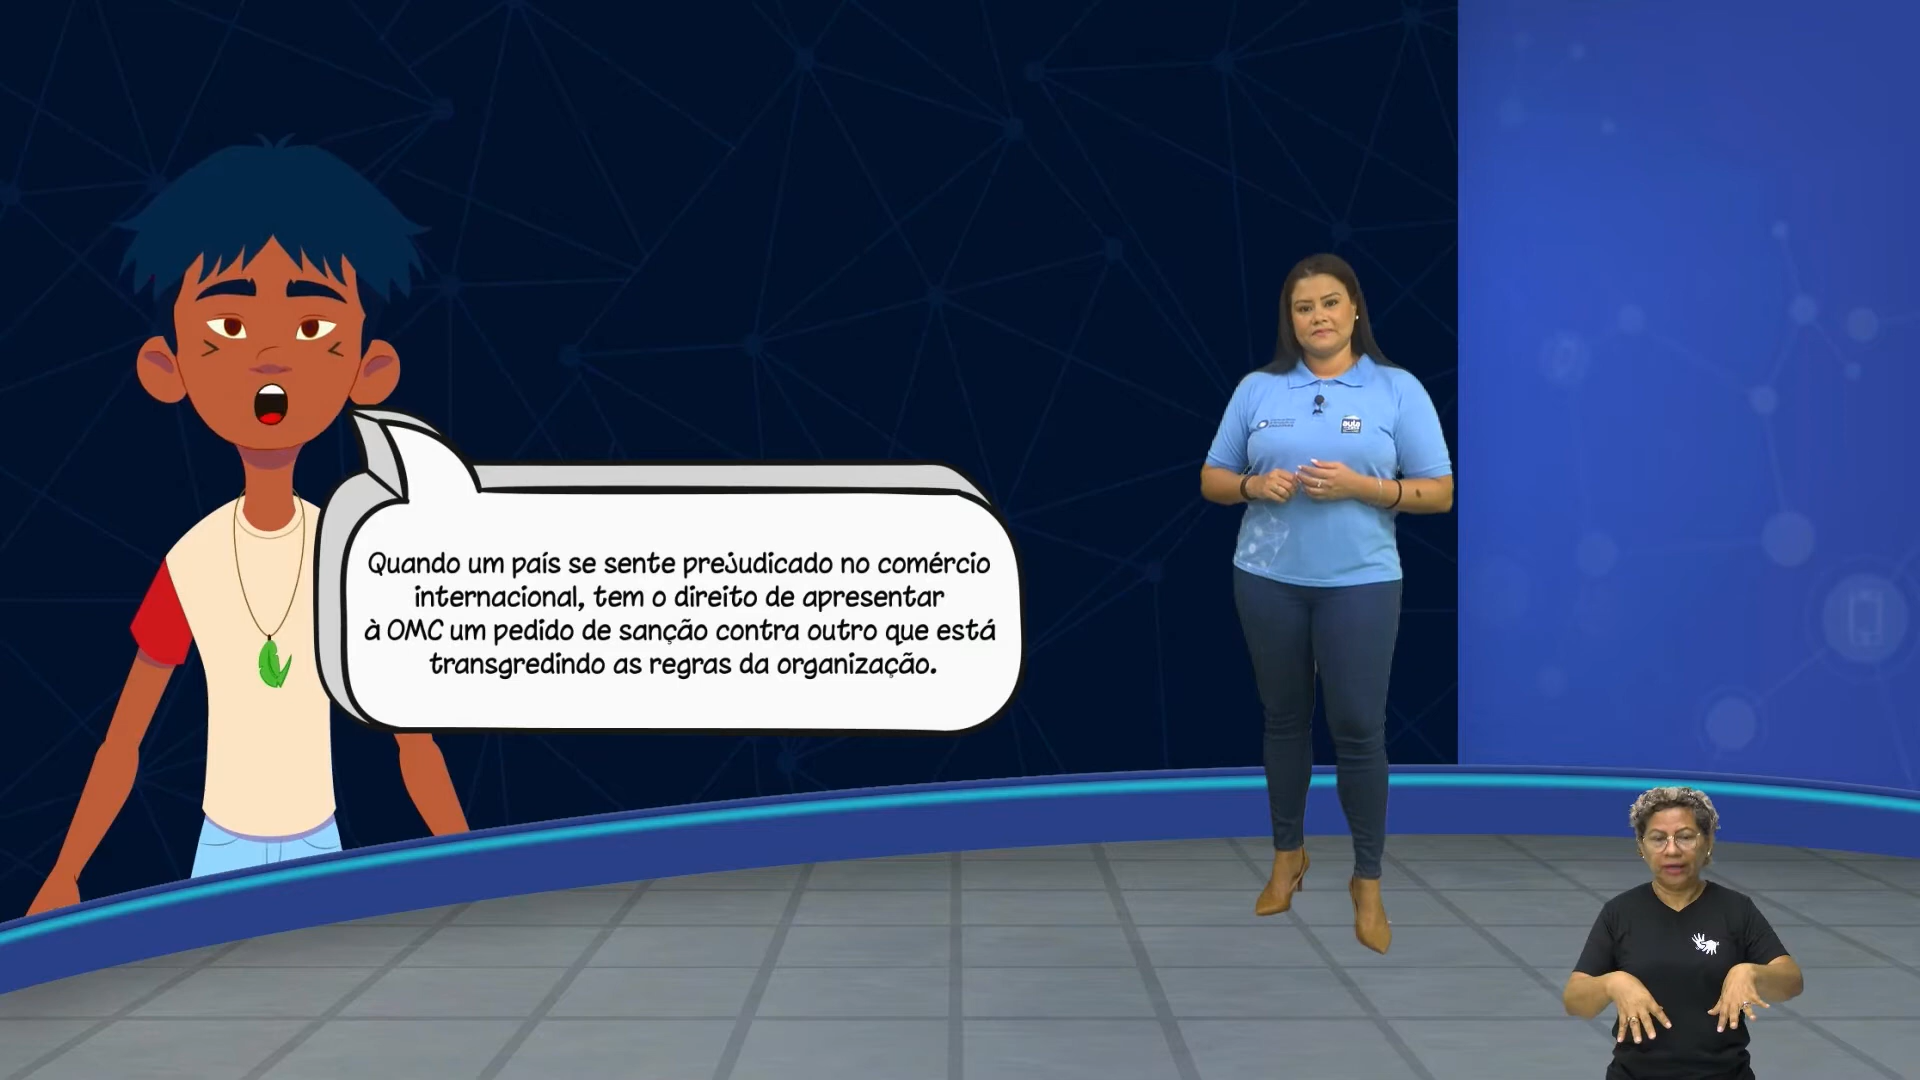 Quando um país se sente prejudicado no comércio
internacional, tem o direito de apresentar
à OMC um pedido de sanção contra outro que está
transgredindo as regras da organização.
aula